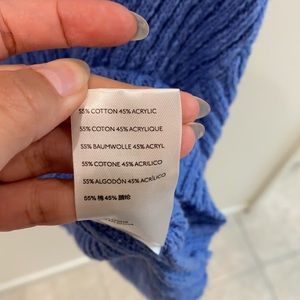 55% COTTON 45% ACRYLIC
55% COTON 45% ACRYLIQUE
55% BAUMWOLLE 45% ACRYL
55% COTONE 45% ACRILICO
55% ALGODÓN 45% ACRÍLICO
55% 棉 45% 腈纶